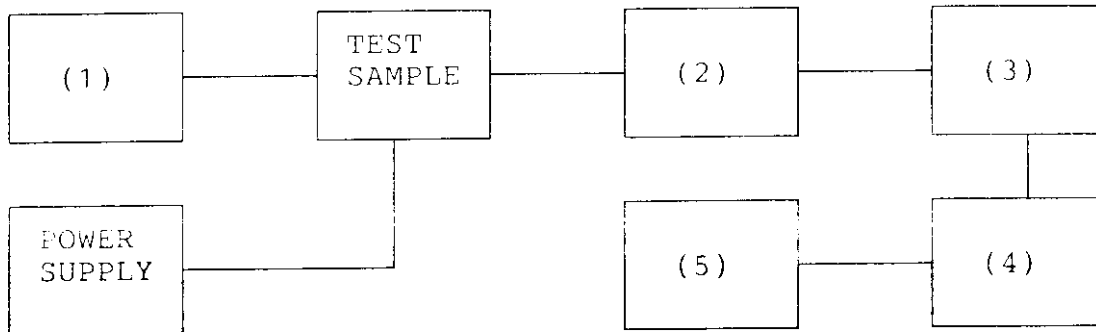 (1)
TEST
SAMPLE
(2)
(3)
POWER
SUPPLY
(5)
(4)